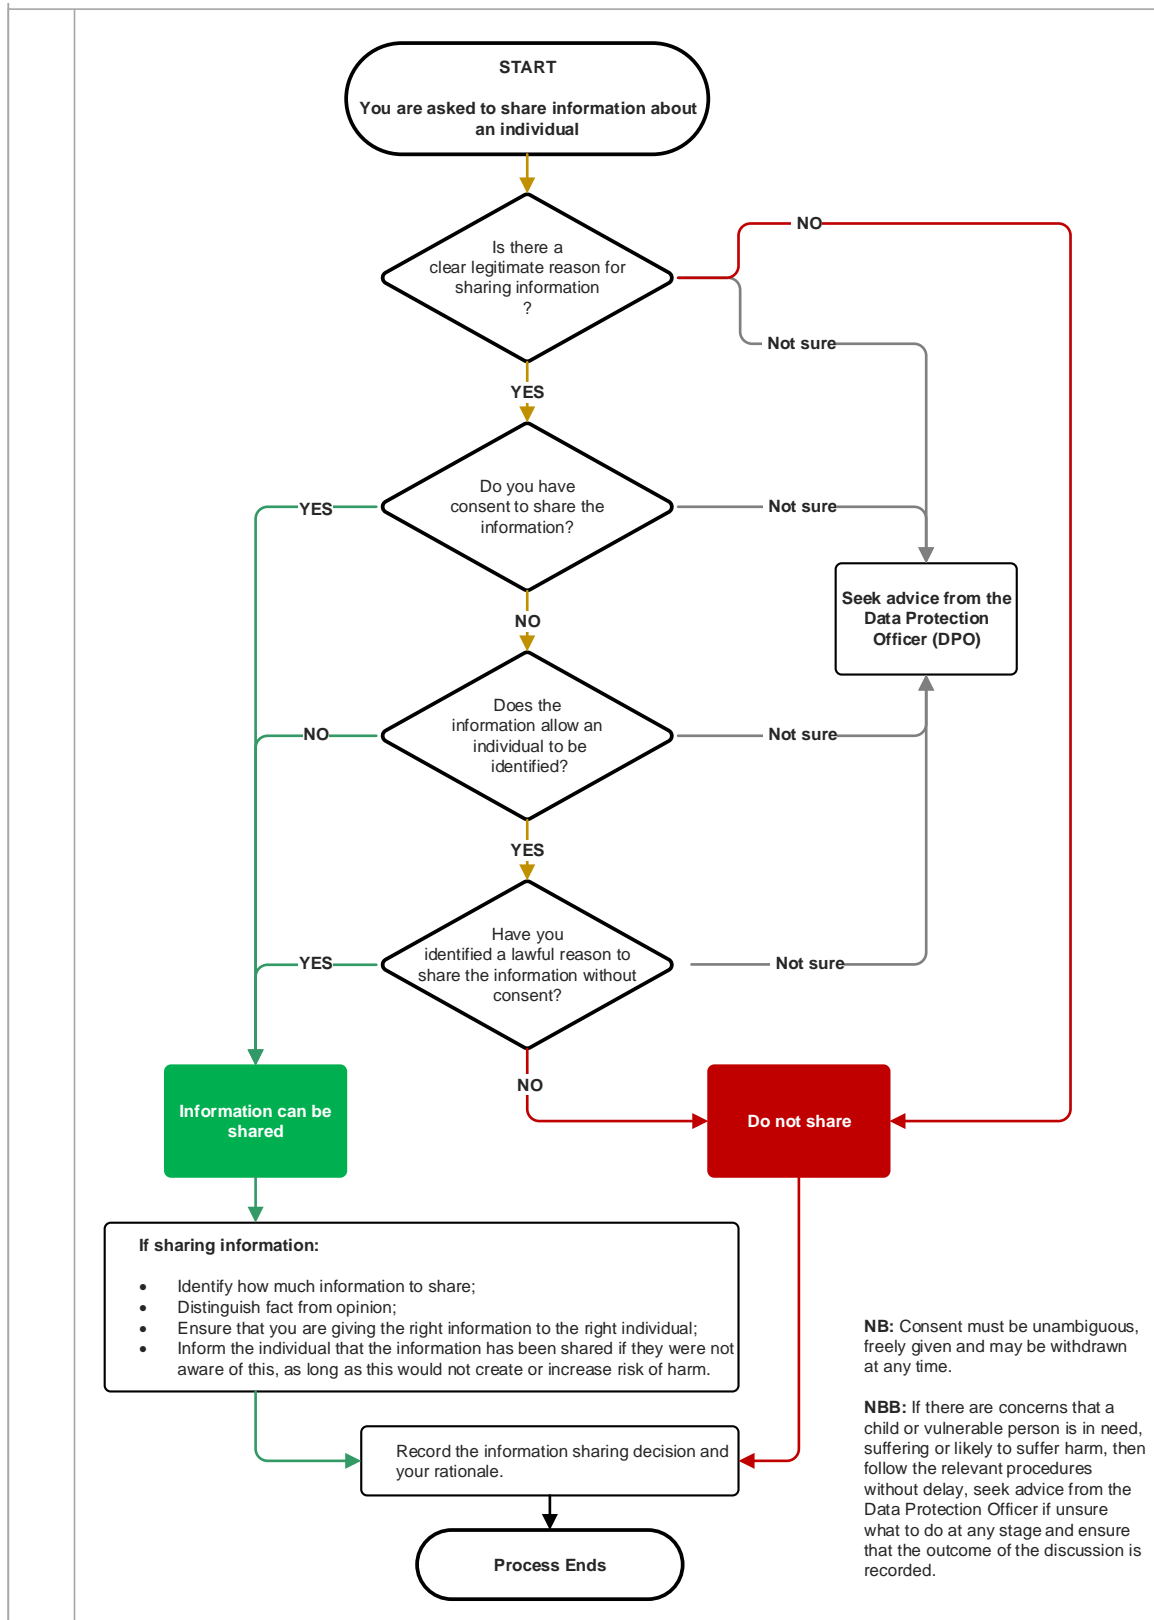 START
You are asked to share information about
an individual
NO
Is there a
clear legitimate reason for
sharing information
?
Not sure
YES
Do you have
consent to share the
information?
YES
Not sure
Seek advice from the
Data Protection
Officer (DPO)
NO
Does the
information allow an
individual to be
identified?
NO
Not sure
YES
Have you
identified a lawful reason to
share the information without
consent?
YES
Not sure
NO
Information can be
shared
Do not share
If sharing information:
• Identify how much information to share;
• Distinguish fact from opinion;
• Ensure that you are giving the right information to the right individual;
• Inform the individual that the information has been shared if they were not
aware of this, as long as this would not create or increase risk of harm.
Record the information sharing decision and
your rationale.
Process Ends
NB: Consent must be unambiguous,
freely given and may be withdrawn
at any time.
NBB: If there are concerns that a
child or vulnerable person is in need,
suffering or likely to suffer harm, then
follow the relevant procedures
without delay, seek advice from the
Data Protection Officer if unsure
what to do at any stage and ensure
that the outcome of the discussion is
recorded.